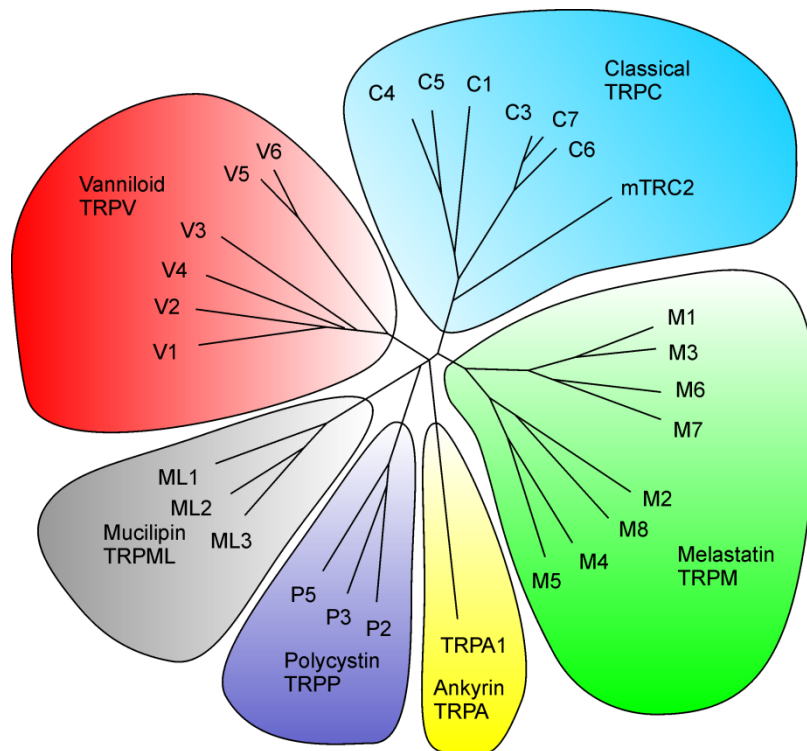 Classical
TRPC
C4
C5
C1
C3
C7
C6
mTRC2
Vanniloid
TRPV
V6
V5
V3
V4
V2
V1
M1
M3
M6
M7
M2
M8
M4
M5
Melastatin
TRPM
ML1
ML2
ML3
Mucilipin
TRPML
P5
P3
P2
Polycystin
TRPP
TRPA1
Ankyrin
TRPA